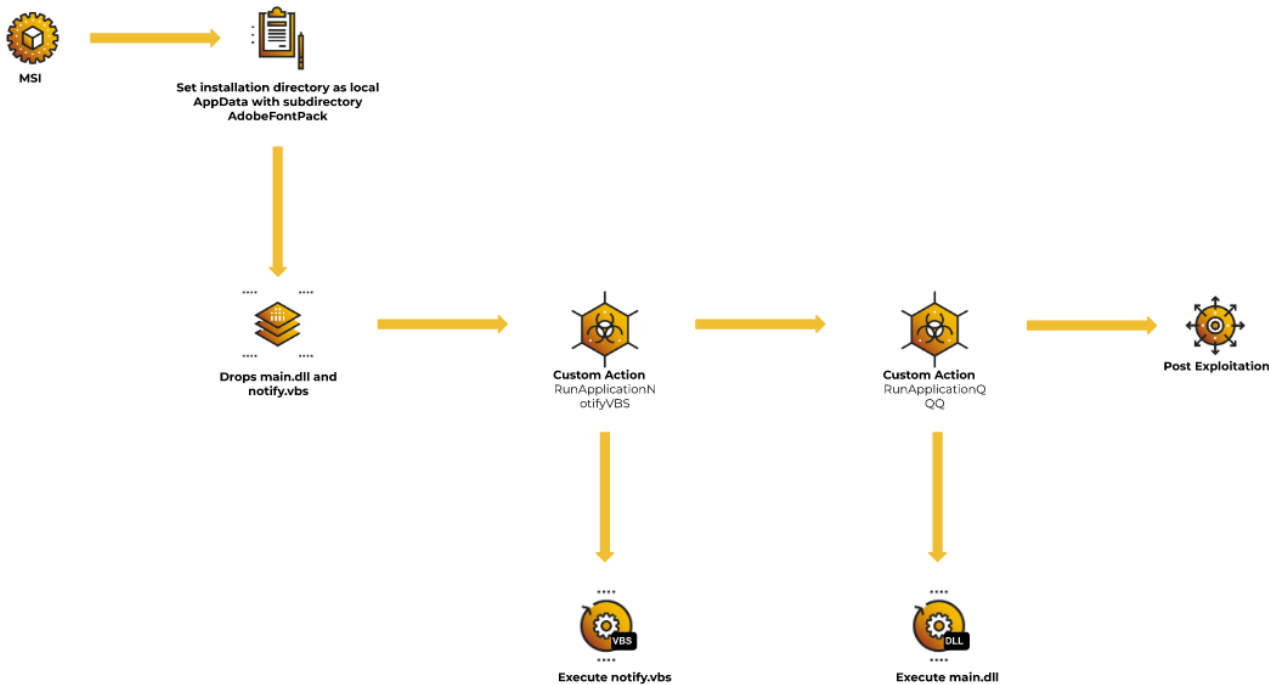 MSI
Set installation directory as local
AppData with subdirectory
AdobeFontPack
Drops main.dll and
notify.vbs
Custom Action
RunApplicationN
otifyVBS
Custom Action
RunApplicationQ
QQ
Post Exploitation
VBS
Execute notify.vbs
DLL
Execute main.dll